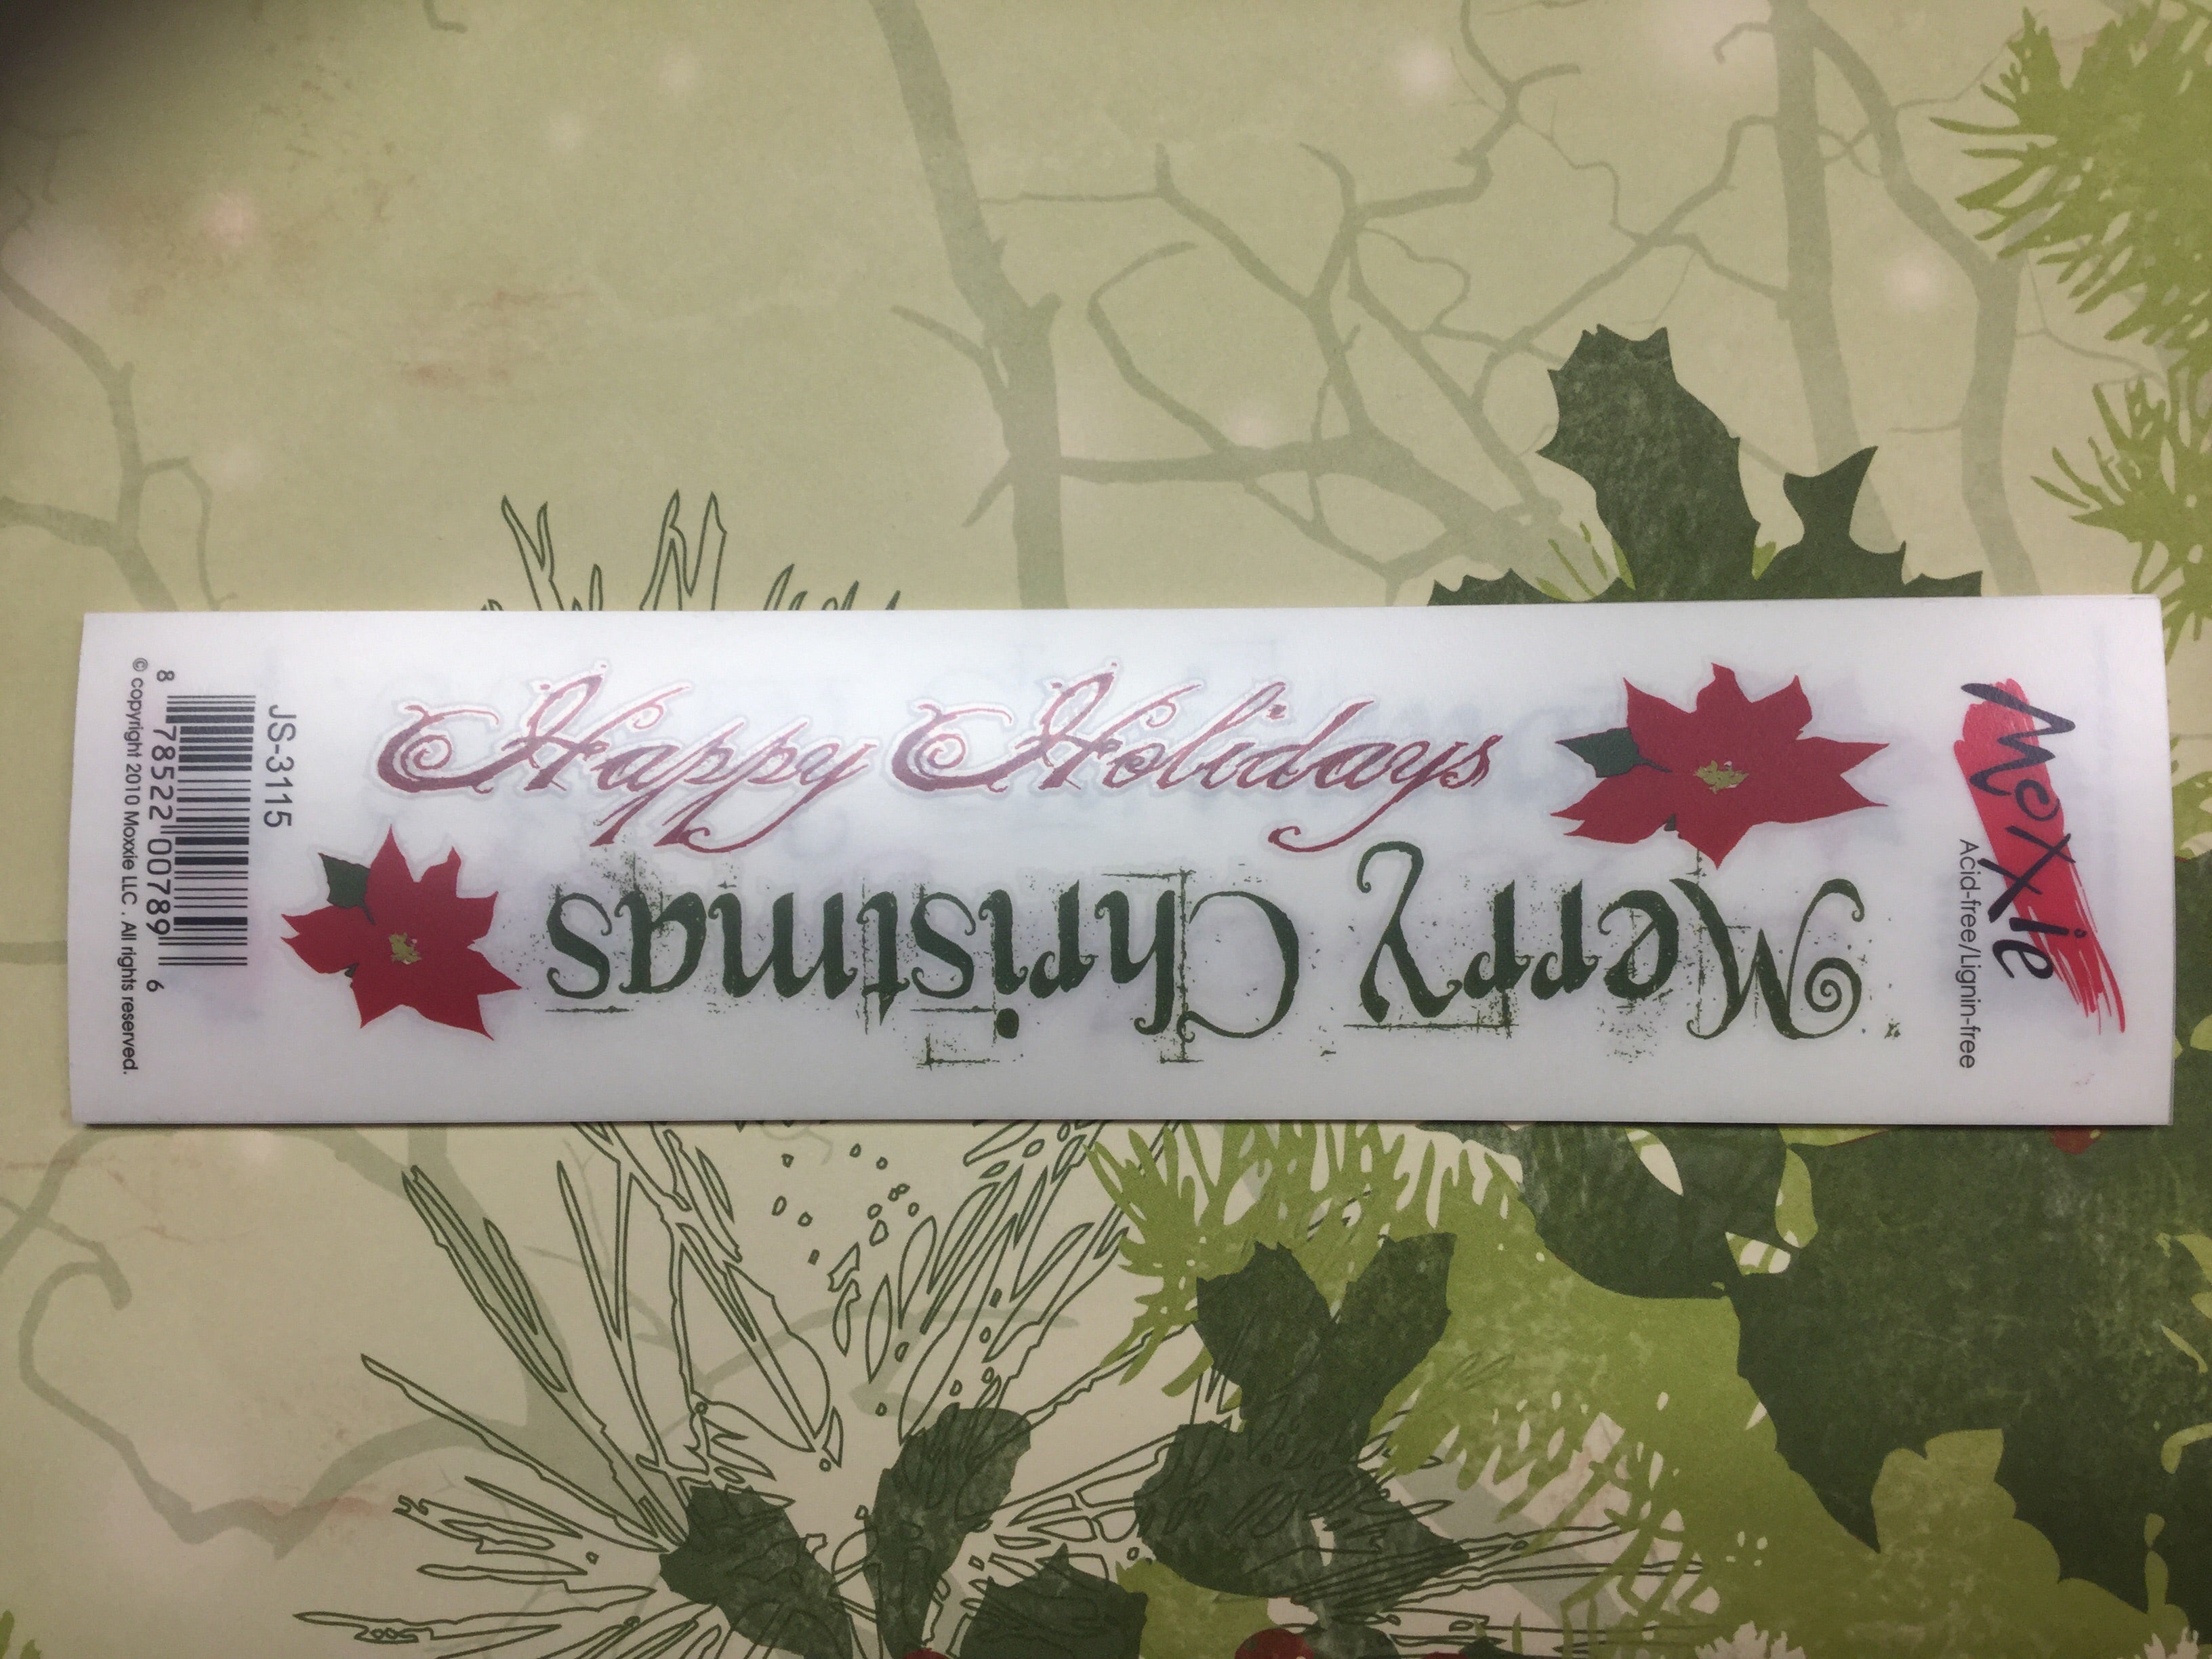 Moxxie
Acid-free/Lignin-free
Happy Holidays
Merry Christmas
JS-3115
8 78522 00789 6
© copyright 2010 Moxxie LLC . All rights reserved.